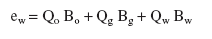 e_w = Q_o B_o + Q_g B_g + Q_w B_w